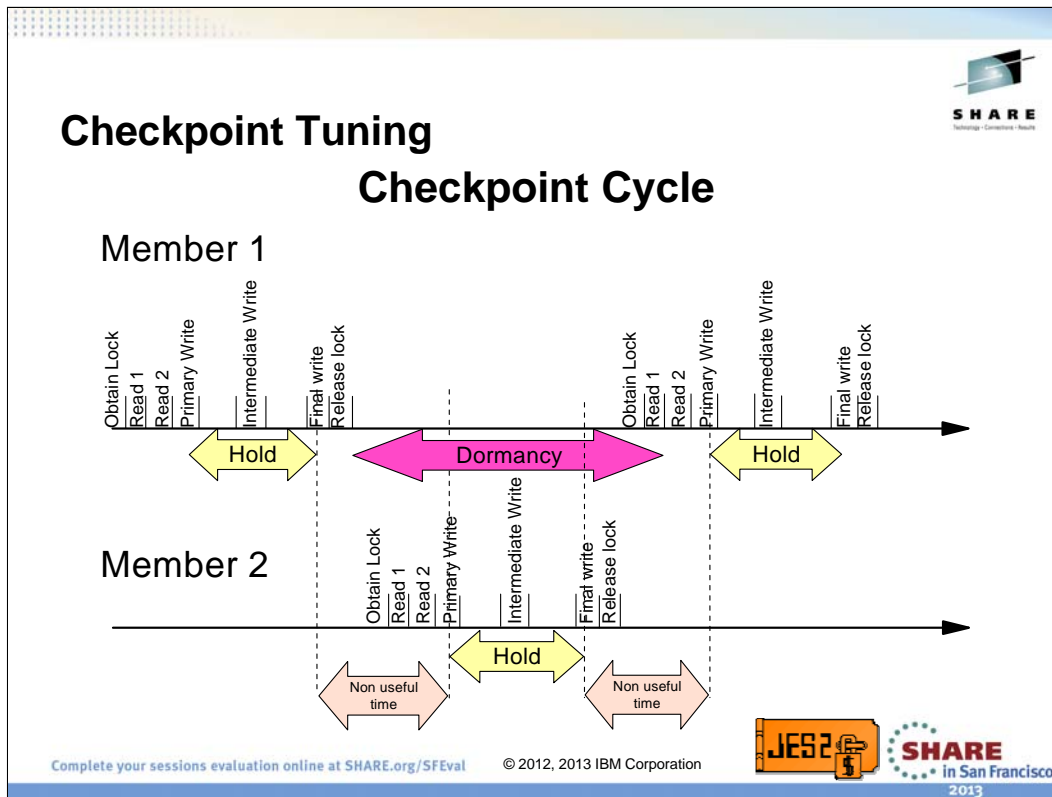 SHARE
Technology · Connections · Results
Checkpoint Tuning
Checkpoint Cycle
Member 1
Obtain Lock
Read 1
Read 2
Primary Write
Intermediate Write
Final write
Release lock
Obtain Lock
Read 1
Read 2
Primary Write
Intermediate Write
Final write
Release lock
Hold
Dormancy
Hold
Member 2
Obtain Lock
Read 1
Read 2
Primary Write
Intermediate Write
Final write
Release lock
Hold
Non useful
time
Non useful
time
Complete your sessions evaluation online at SHARE.org/SFEval
© 2012, 2013 IBM Corporation
JES2
SHARE
in San Francisco
2013